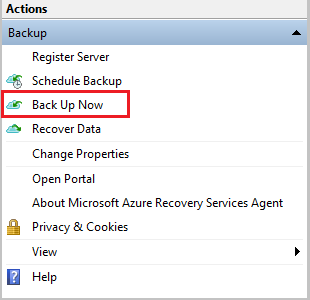 Actions
Backup
Register Server
Schedule Backup
Back Up Now
Recover Data
Change Properties
Open Portal
About Microsoft Azure Recovery Services Agent
Privacy & Cookies
View
Help